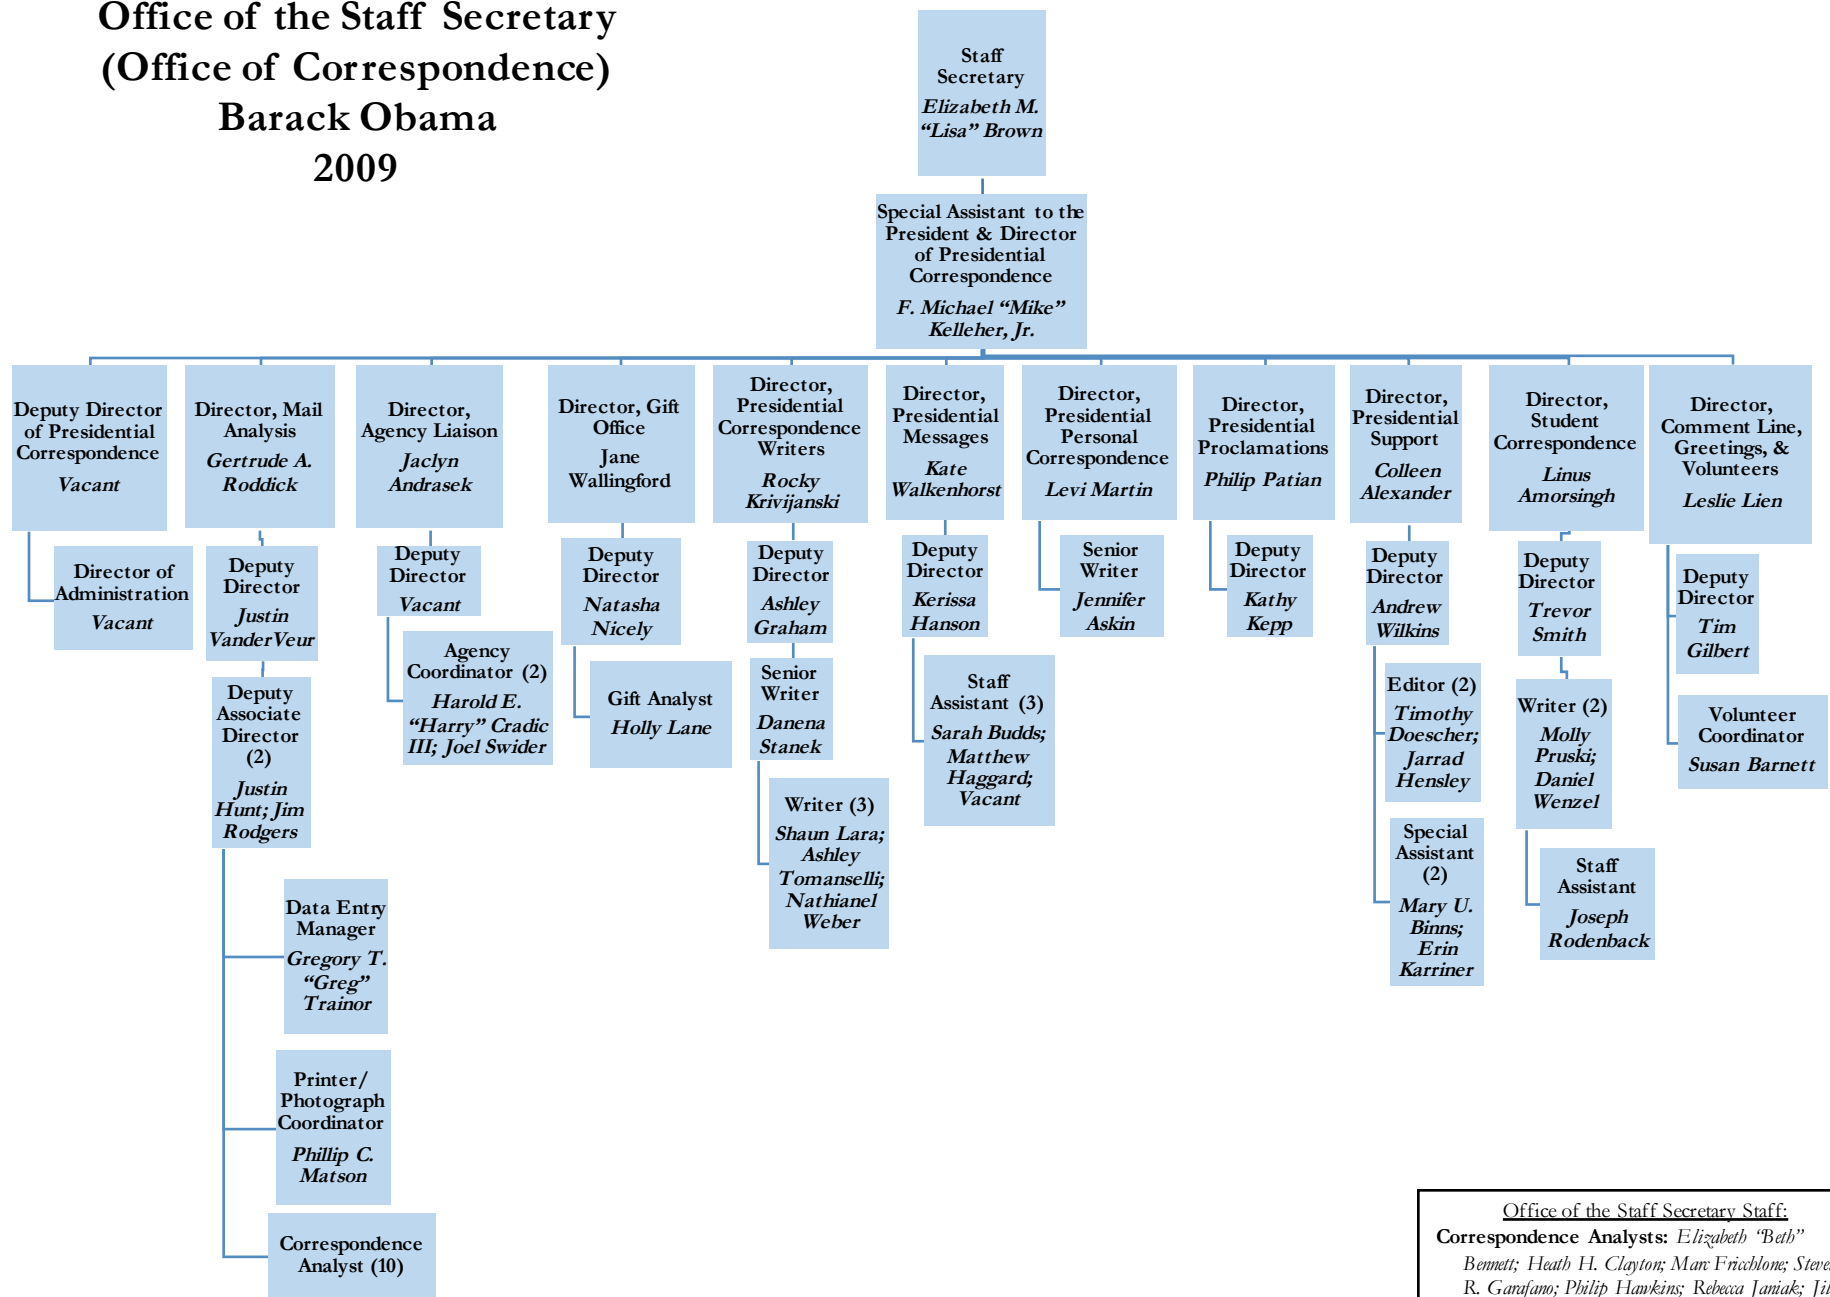 Office of the Staff Secretary
(Office of Correspondence)
Barack Obama
2009
Staff
Secretary
Elizabeth M.
“Lisa” Brown
Special Assistant to the
President & Director
of Presidential
Correspondence
F. Michael “Mike”
Kelleher, Jr.
Deputy Director
of Presidential
Correspondence
Vacant
Director of
Administration
Vacant
Director, Mail
Analysis
Gertrude A.
Roddick
Deputy
Director
Justin
VanderVeur
Deputy
Associate
Director
(2)
Justin
Hunt; Jim
Rodgers
Data Entry
Manager
Gregory T.
“Greg”
Trainor
Printer/
Photograph
Coordinator
Phillip C.
Matson
Correspondence
Analyst (10)
Director,
Agency Liaison
Jaclyn
Andrasek
Deputy
Director
Vacant
Agency
Coordinator (2)
Harold E.
“Harry” Cradic
III; Joel Swider
Director, Gift
Office
Jane
Wallingford
Deputy
Director
Natasha
Nicely
Gift Analyst
Holly Lane
Director,
Presidential
Correspondence
Writers
Rocky
Krivijanski
Deputy
Director
Ashley
Graham
Senior
Writer
Danena
Stanek
Writer (3)
Shaun Lara;
Ashley
Tomanselli;
Nathianel
Weber
Director,
Presidential
Messages
Kate
Walkenhorst
Deputy
Director
Kerissa
Hanson
Staff
Assistant (3)
Sarah Budds;
Matthew
Haggard;
Vacant
Director,
Presidential
Personal
Correspondence
Levi Martin
Senior
Writer
Jennifer
Askin
Director,
Presidential
Proclamations
Philip Patian
Deputy
Director
Kathy
Kepp
Director,
Presidential
Support
Colleen
Alexander
Deputy
Director
Andrew
Wilkins
Editor (2)
Timothy
Doescher;
Jarrad
Hensley
Special
Assistant
(2)
Mary U.
Binns;
Erin
Karriner
Director,
Student
Correspondence
Linus
Amorsingh
Deputy
Director
Trevor
Smith
Writer (2)
Molly
Pruski;
Daniel
Wenzel
Staff
Assistant
Joseph
Rodenback
Director,
Comment Line,
Greetings, &
Volunteers
Leslie Lien
Deputy
Director
Tim
Gilbert
Volunteer
Coordinator
Susan Barnett
Office of the Staff Secretary Staff:
Correspondence Analysts: Elizabeth “Beth”
Bennett; Heath H. Clayton; Marc Fricchlone;
R. Garafano; Philip Hawkins; Rebecca Janiak;